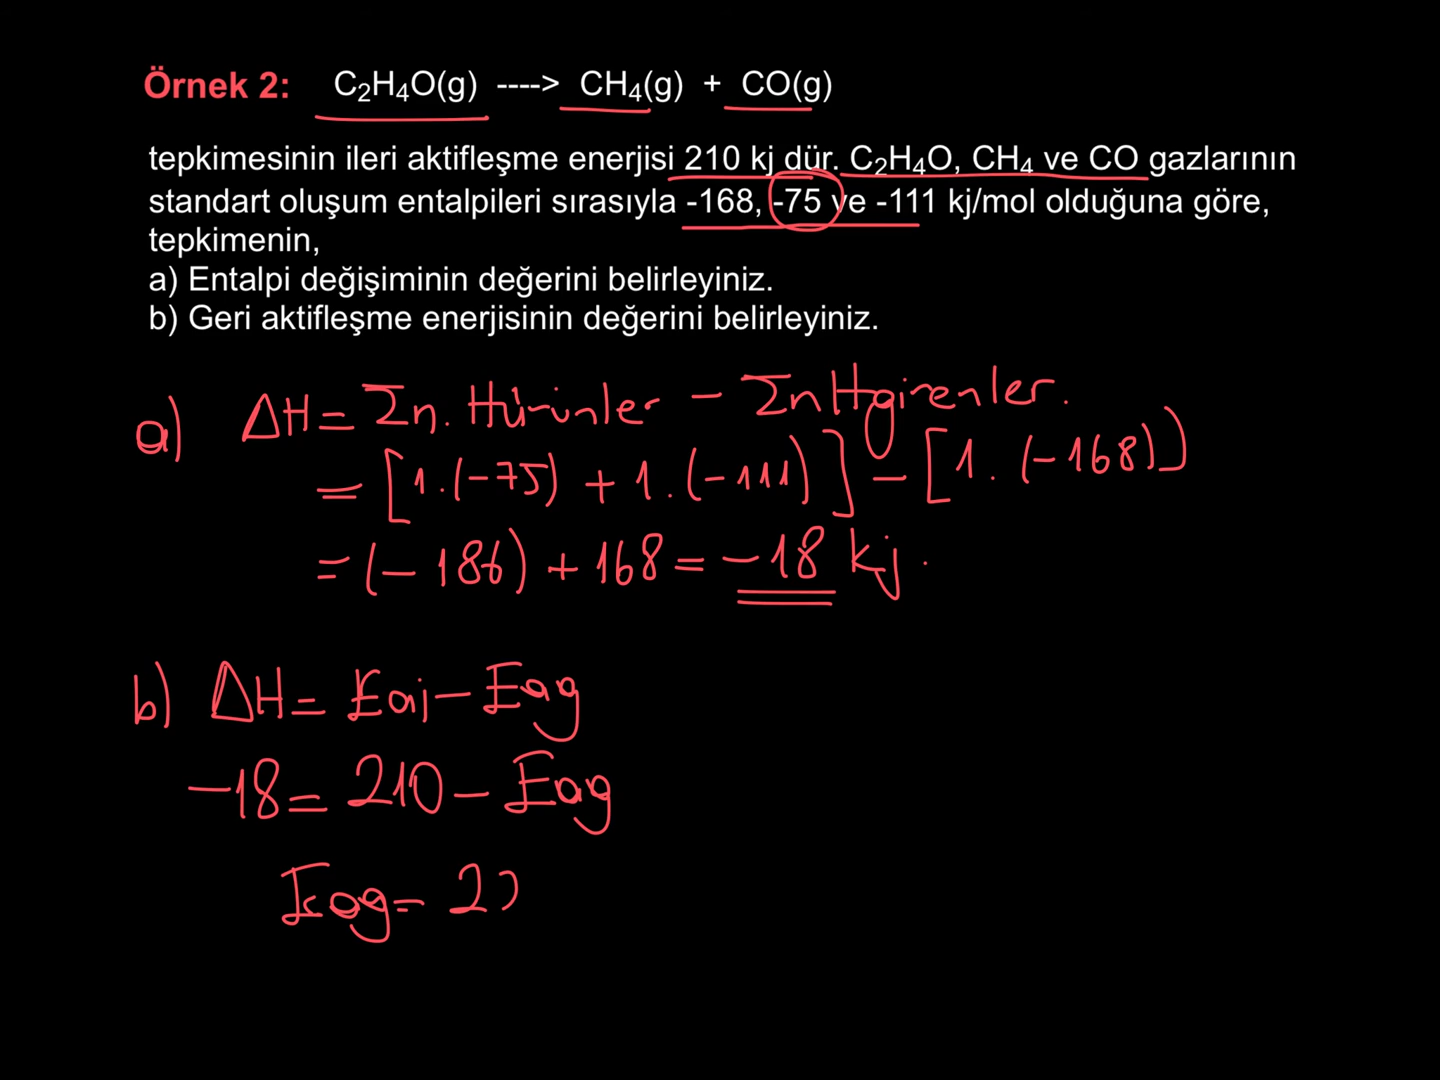 Örnek 2: C₂H₄O(g) ----> CH₄(g) + CO(g)
tepkimesinin ileri aktifleşme enerjisi 210 kj dür. C₂H₄O, CH₄ ve CO gazlarının
standart oluşum entalpileri sırasıyla -168, -75 ve -111 kj/mol olduğuna göre,
tepkimenin,
a) Entalpi değişiminin değerini belirleyiniz.
b) Geri aktifleşme enerjisinin değerini belirleyiniz.
a) ΔH = Σn. Hürünler - ΣnHgirenler.
= [1.(-75) + 1.(-111)] - [1. (-168)]
= (-186) + 168 = -18 kj.
b) ΔH = Eai - Eag
-18 = 210 - Eag
Eag = 2